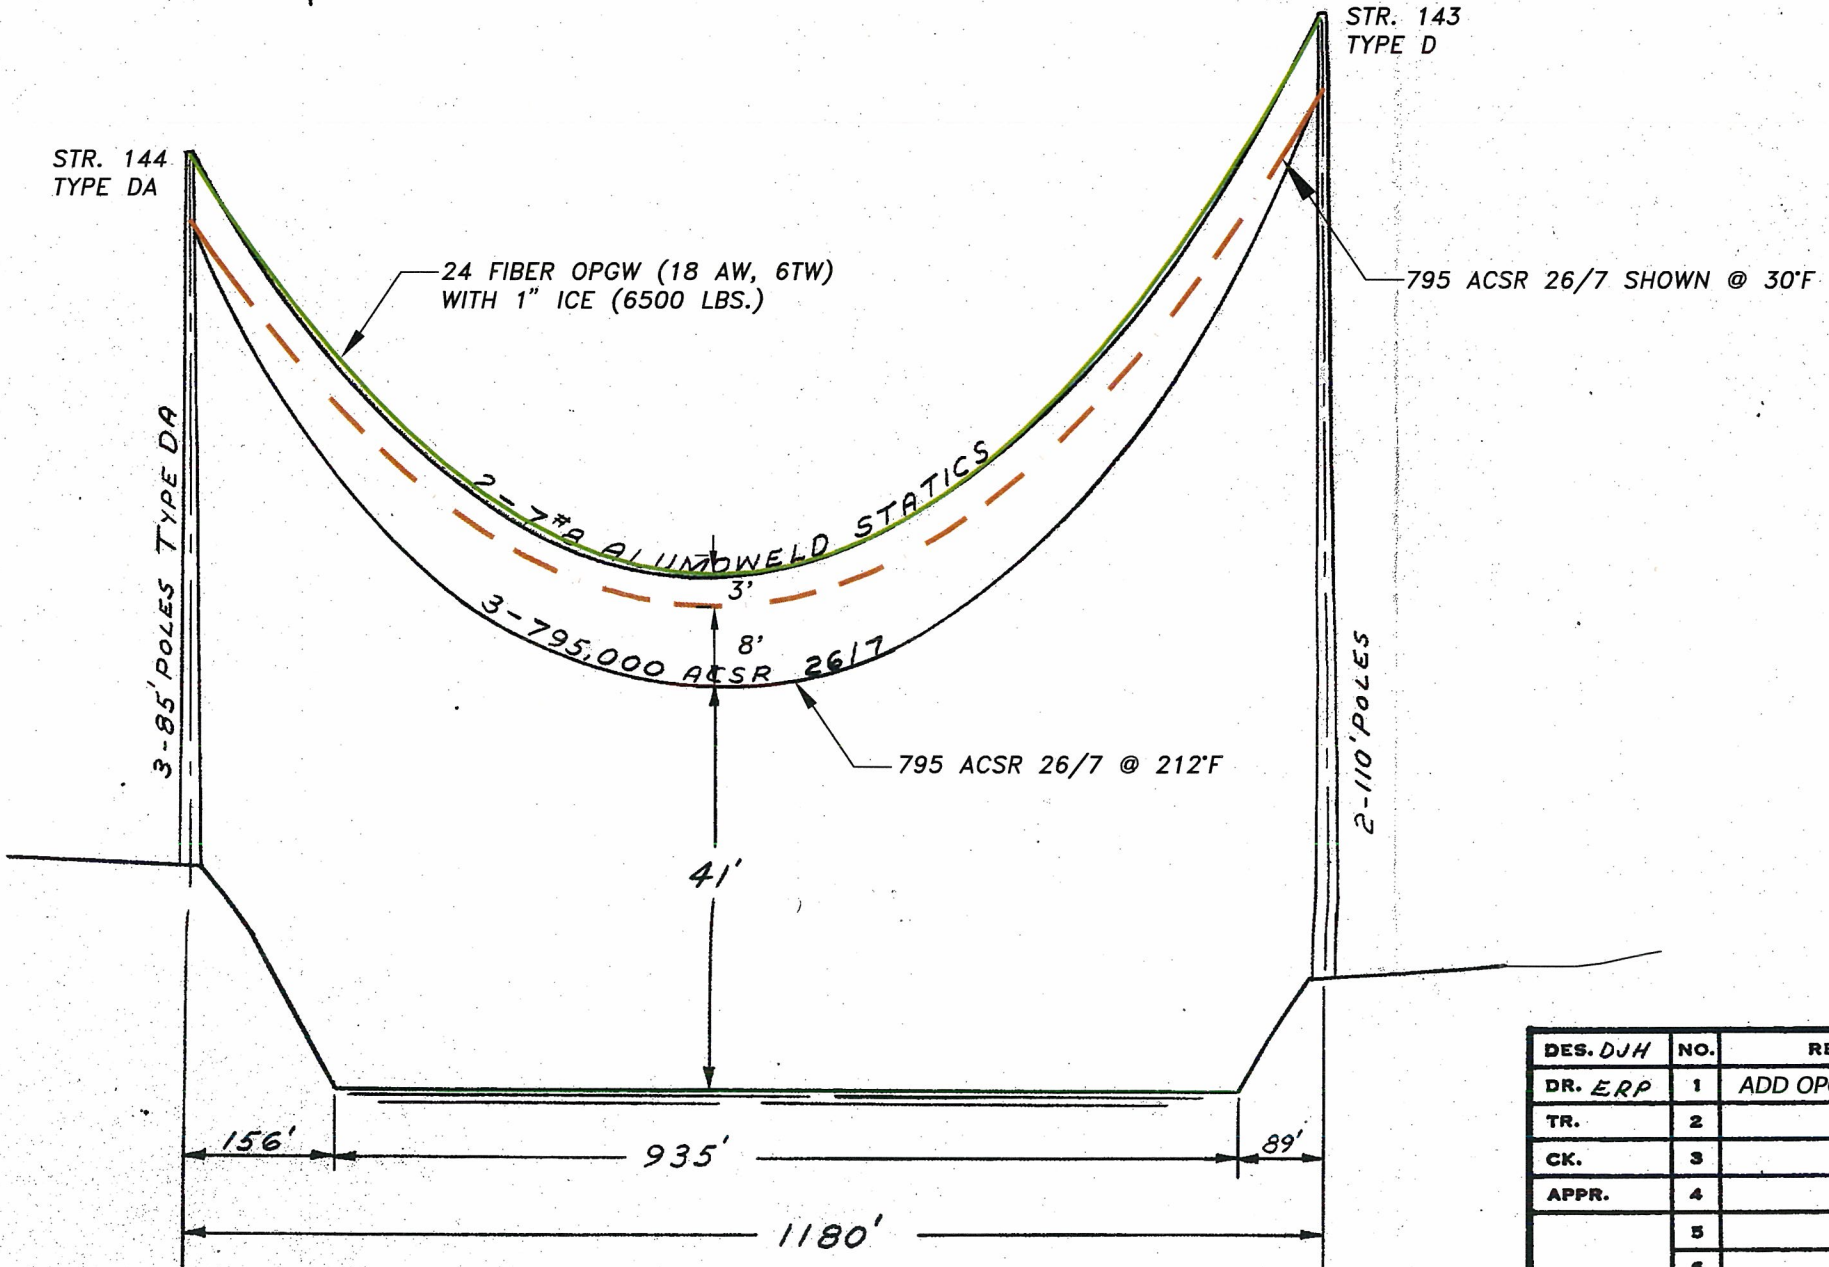 STR. 143
TYPE D
STR. 144
TYPE DA
24 FIBER OPGW (18 AW, 6TW)
WITH 1" ICE (6500 LBS.)
795 ACSR 26/7 SHOWN @ 30°F
3-85' POLES TYPE DA
2-7#8 ALUMOWELD STATICS
3'
8'
3-795,000 ACSR 26/7
795 ACSR 26/7 @ 212°F
2-110' POLES
41'
156'
935'
89'
1180'
DES. DJH NO.
DR. ERP 1
TR. 2
CK. 3
APPR. 4
5